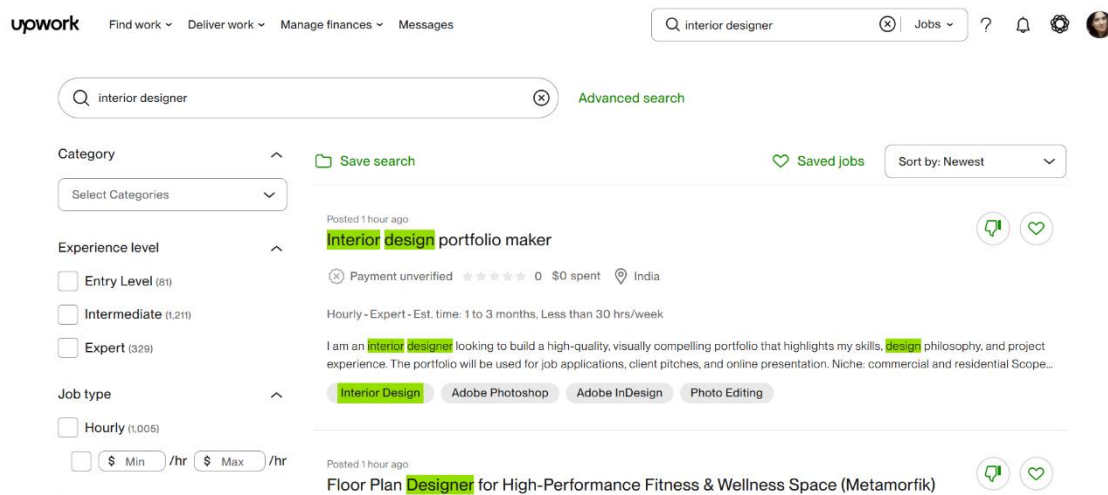 upwork Find work Deliver work Manage finances Messages interior designer Jobs ?
interior designer Advanced search
Category
Select Categories
Experience level
Entry Level (81)
Intermediate (1,211)
Expert (329)
Job type
Hourly (1,005)
$ Min /hr $ Max /hr
Save search Saved jobs Sort by: Newest
Posted 1 hour ago
Interior design portfolio maker
Payment unverified 0 $0 spent India
Hourly - Expert - Est. time: 1 to 3 months, Less than 30 hrs/week
I am an interior designer looking to build a high-quality, visually compelling portfolio that highlights my skills, design philosophy, and project
experience. The portfolio will be used for job applications, client pitches, and online presentation. Niche: commercial and residential Scope...
Interior Design Adobe Photoshop Adobe InDesign Photo Editing
Posted 1 hour ago
Floor Plan Designer for High-Performance Fitness & Wellness Space (Metamorfik)